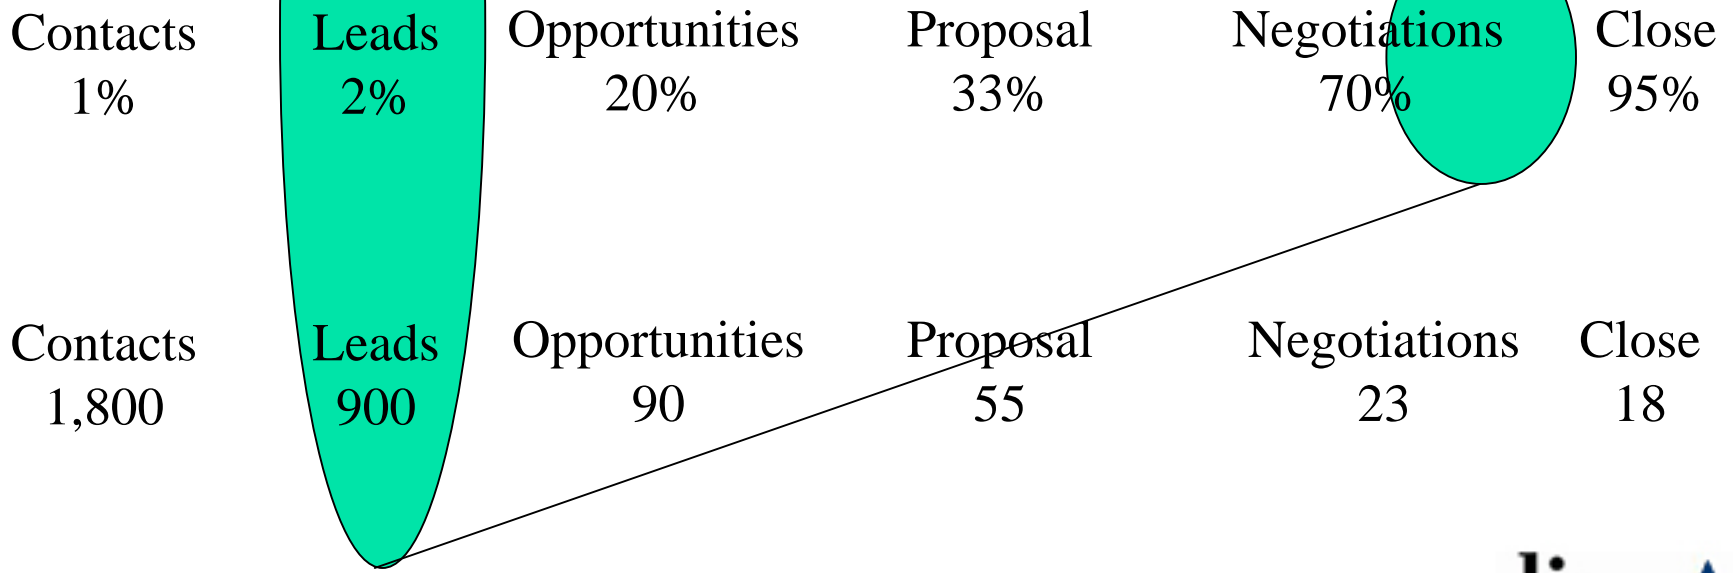 Contacts Leads Opportunities Proposal Negotiations Close
1% 2% 20% 33% 70% 95%
Contacts Leads Opportunities Proposal Negotiations Close
1,800 900 90 55 23 18